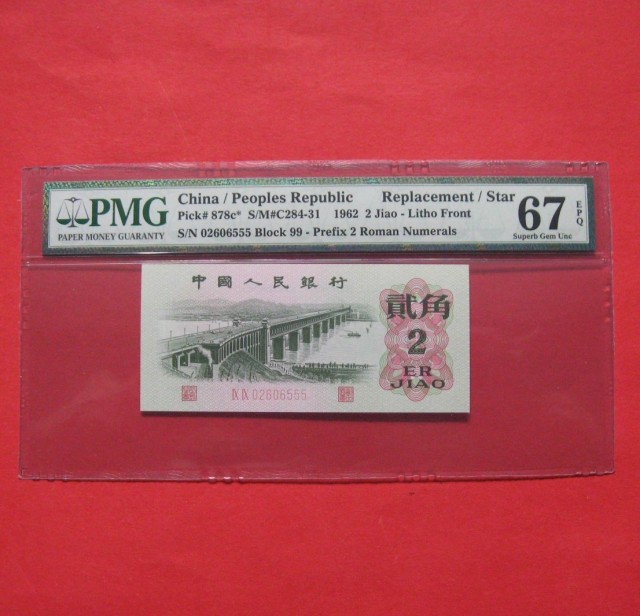 PMG
PAPER MONEY GUARANTY
China / Peoples Republic Replacement / Star
Pick# 878c* S/M#C284-31 1962 2 Jiao - Litho Front
S/N 02606555 Block 99 - Prefix 2 Roman Numerals
67 EPQ
Superb Gem Unc
中國人民銀行
貳角
2
ER
JIAO
IX IX 02606555